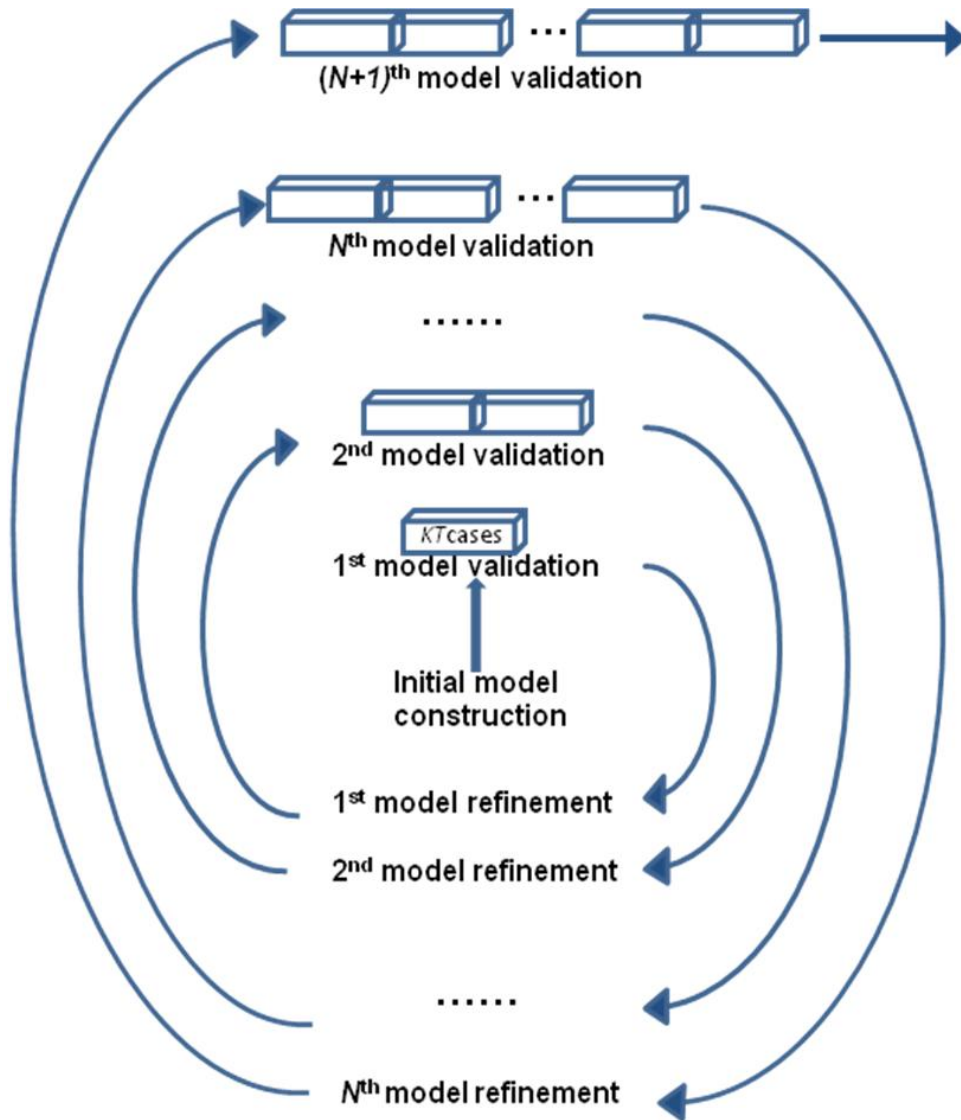 ...
(N+1)th model validation
...
Nth model validation
......
2nd model validation
KTcases
1st model validation
Initial model
construction
1st model refinement
2nd model refinement
......
Nth model refinement